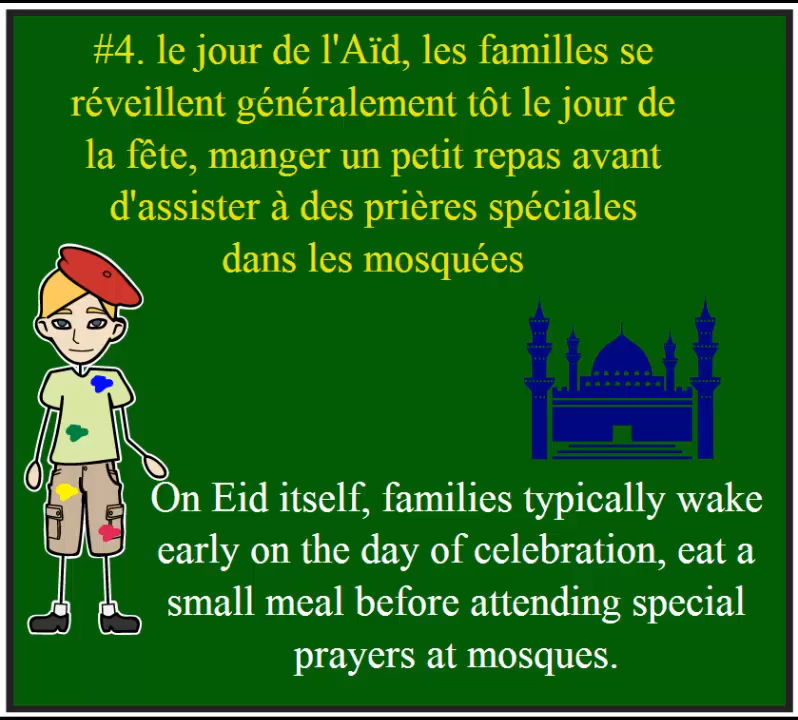 #4. le jour de l'Aïd, les familles se
réveillent généralement tôt le jour de
la fête, manger un petit repas avant
d'assister à des prières spéciales
dans les mosquées
On Eid itself, families typically wake
early on the day of celebration, eat a
small meal before attending special
prayers at mosques.